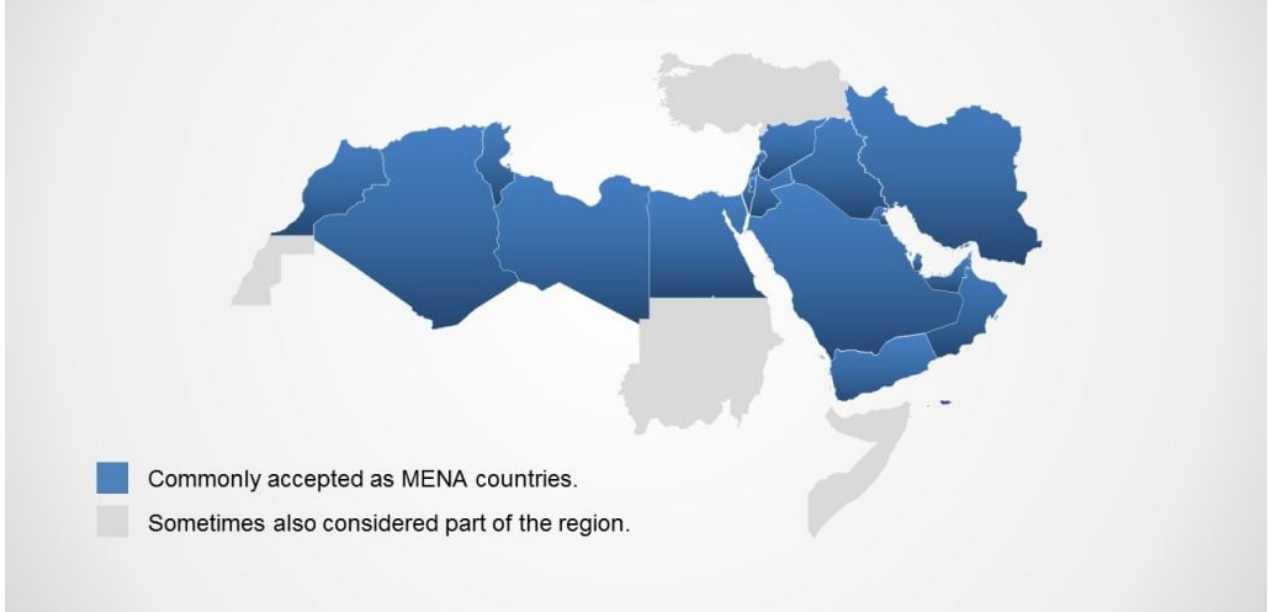 Commonly accepted as MENA countries.
Sometimes also considered part of the region.